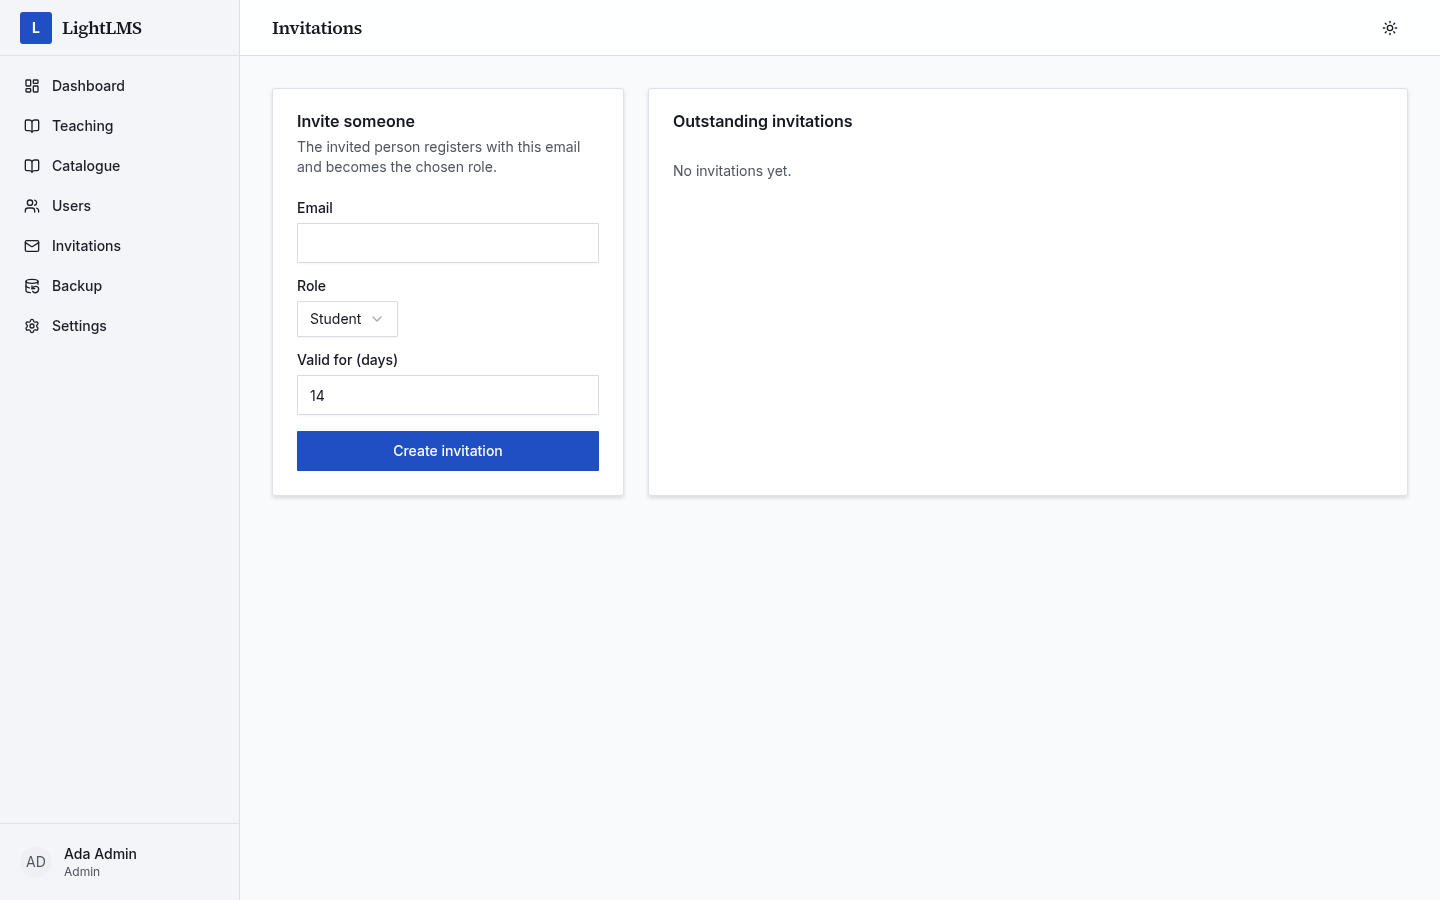 L LightLMS
Invitations
Dashboard
Teaching
Catalogue
Users
Invitations
Backup
Settings
Invite someone
The invited person registers with this email
and becomes the chosen role.
Email
Role
Student
Valid for (days)
14
Create invitation
Outstanding invitations
No invitations yet.
AD
Ada Admin
Admin